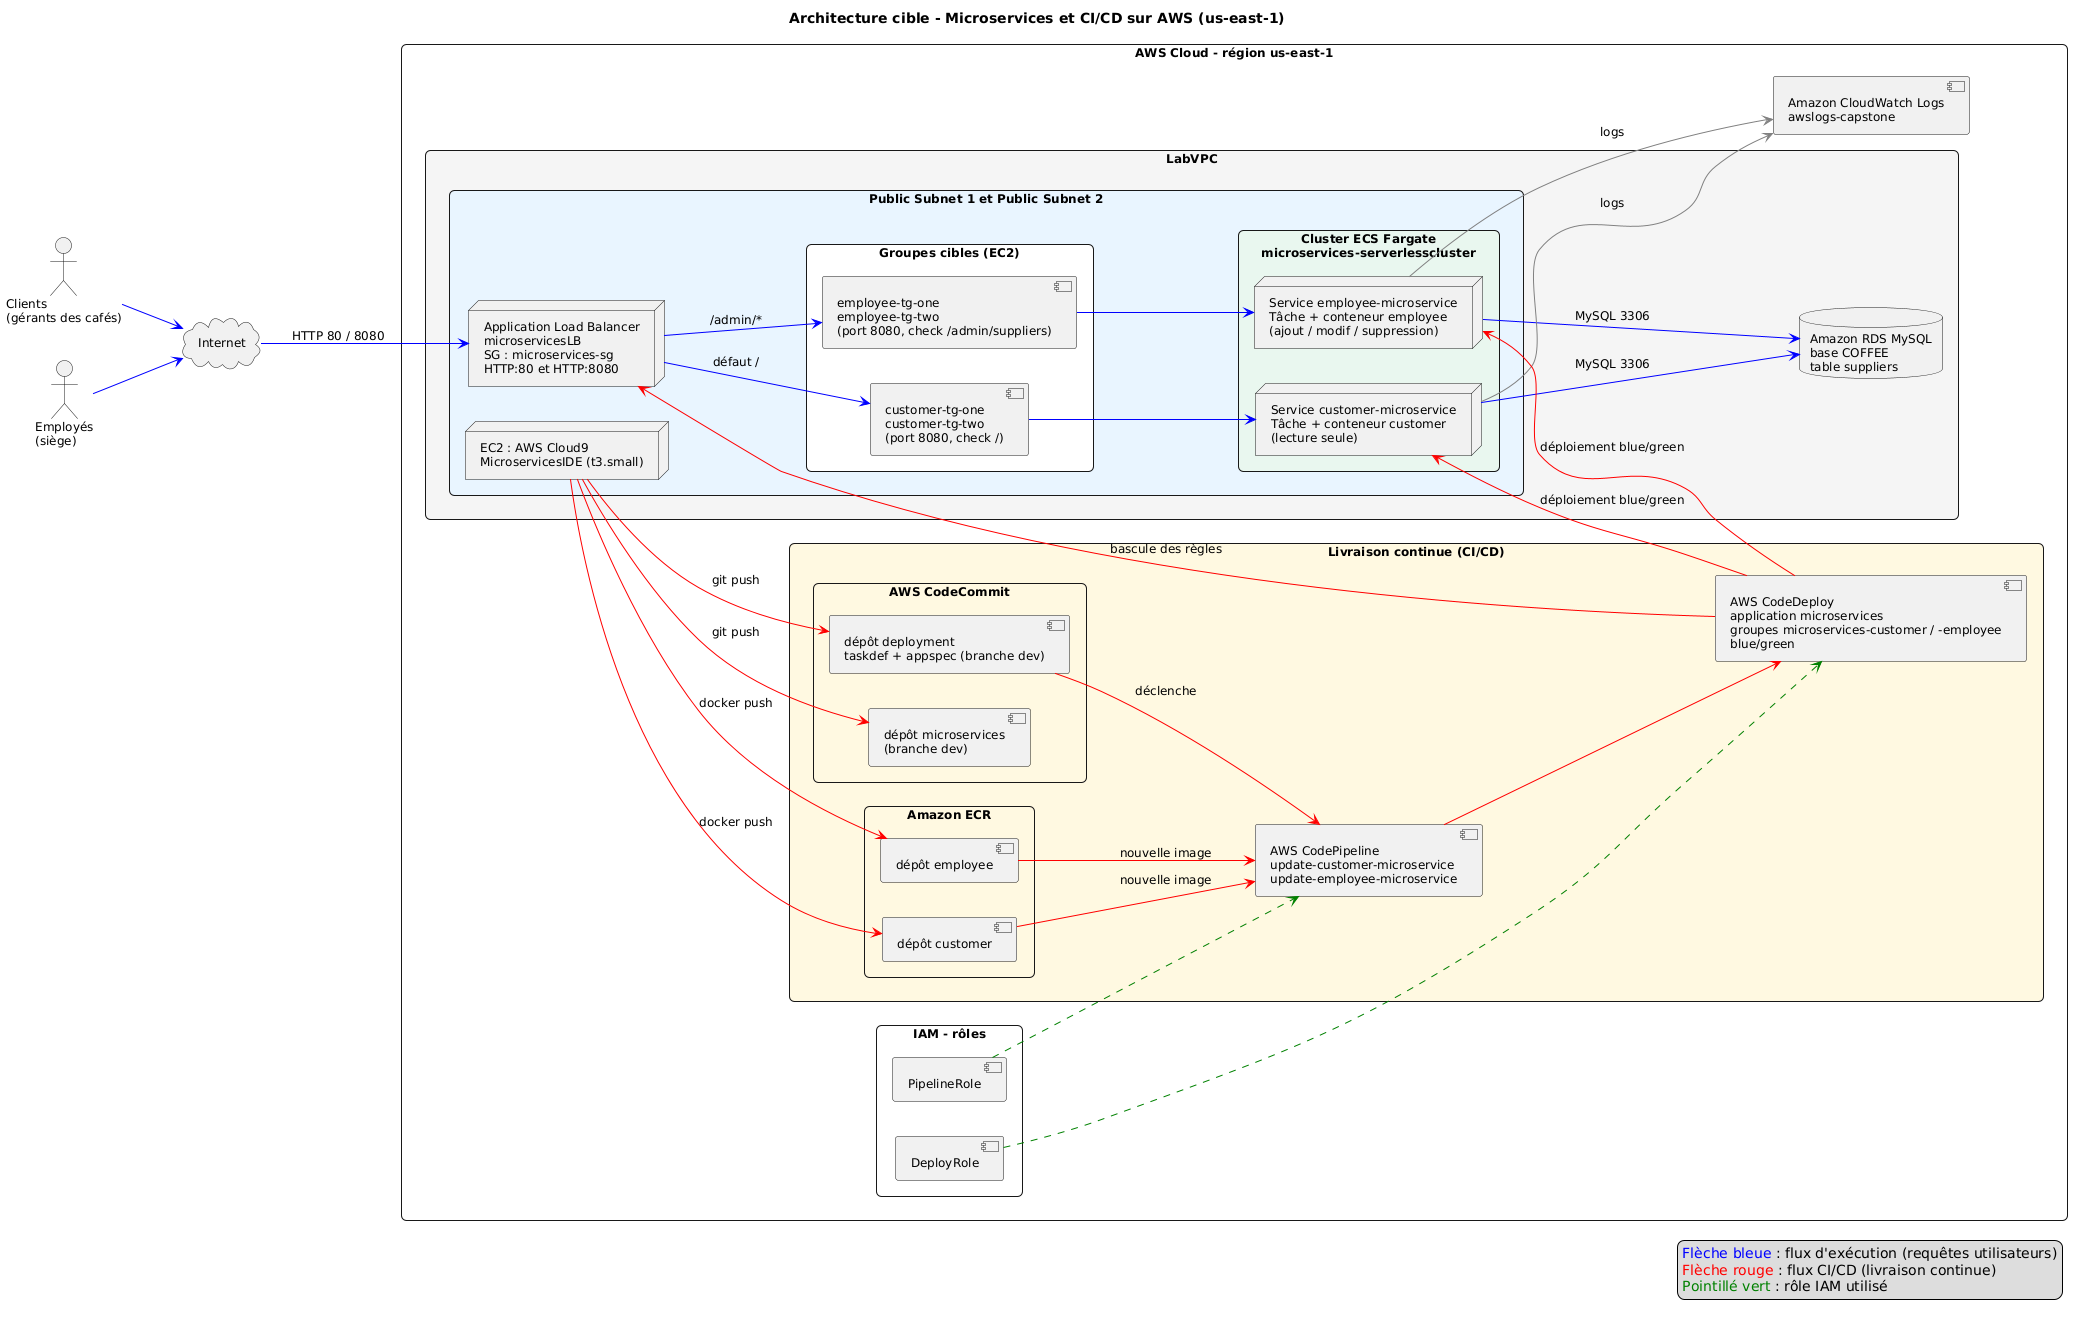 Architecture cible - Microservices et CI/CD sur AWS (us-east-1)
AWS Cloud - région us-east-1
Amazon CloudWatch Logs
awslogs-capstone
logs
LabVPC
Public Subnet 1 et Public Subnet 2
logs
Clients
(gérants des cafés)
Employés
(siège)
Internet
HTTP 80 / 8080
Application Load Balancer
microservicesLB
SG : microservices-sg
HTTP:80 et HTTP:8080
/admin/*
défaut /
Groupes cibles (EC2)
employee-tg-one
employee-tg-two
(port 8080, check /admin/suppliers)
customer-tg-one
customer-tg-two
(port 8080, check /)
Cluster ECS Fargate
microservices-serverlesscluster
Service employee-microservice
Tâche + conteneur employee
(ajout / modif / suppression)
Service customer-microservice
Tâche + conteneur customer
(lecture seule)
MySQL 3306
MySQL 3306
Amazon RDS MySQL
base COFFEE
table suppliers
EC2 : AWS Cloud9
MicroservicesIDE (t3.small)
déploiement blue/green
déploiement blue/green
bascule des règles
Livraison continue (CI/CD)
git push
git push
docker push
docker push
AWS CodeCommit
dépôt deployment
taskdef + appspec (branche dev)
dépôt microservices
(branche dev)
déclenche
AWS CodeDeploy
application microservices
groupes microservices-customer / -employee
blue/green
Amazon ECR
dépôt employee
dépôt customer
nouvelle image
nouvelle image
AWS CodePipeline
update-customer-microservice
update-employee-microservice
IAM - rôles
PipelineRole
DeployRole
Flèche bleue : flux d'exécution (requêtes utilisateurs)
Flèche rouge : flux CI/CD (livraison continue)
Pointillé vert : rôle IAM utilisé